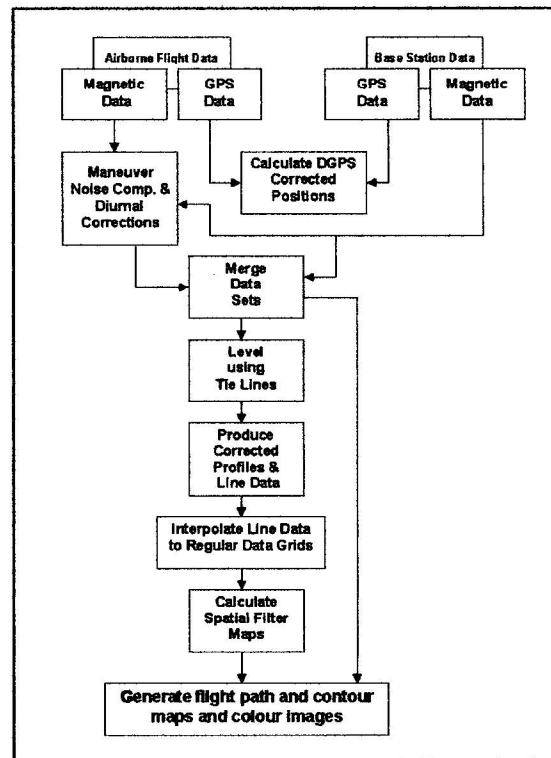 Airborne Flight Data
Base Station Data
Magnetic
Data
GPS
Data
GPS
Data
Magnetic
Data
Maneuver
Noise Comp. &
Diurnal
Corrections
Calculate DGPS
Corrected
Positions
Merge
Data
Sets
Level
using
Tie Lines
Produce
Corrected
Profiles &
Line Data
Interpolate Line Data
to Regular Data Grids
Calculate
Spatial Filter
Maps
Generate flight path and contour
maps and colour images